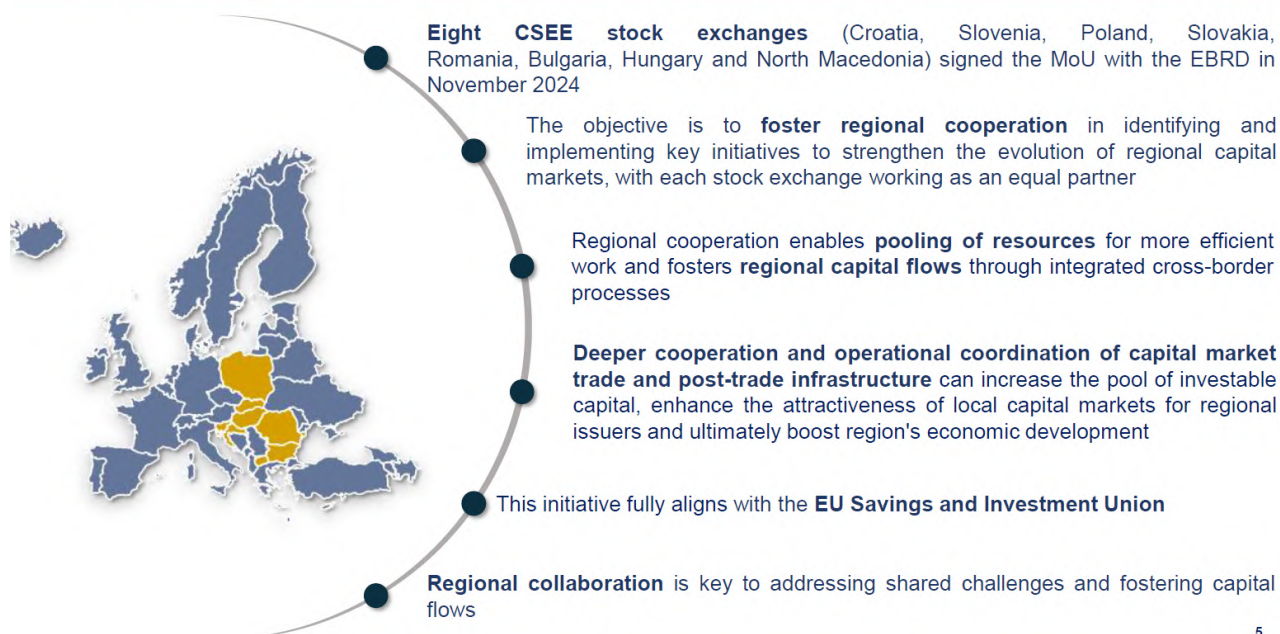 Eight CSEE stock exchanges (Croatia, Slovenia, Poland, Slovakia,
Romania, Bulgaria, Hungary and North Macedonia) signed the MoU with the EBRD in
November 2024
The objective is to foster regional cooperation in identifying and
implementing key initiatives to strengthen the evolution of regional capital
markets, with each stock exchange working as an equal partner
Regional cooperation enables pooling of resources for more efficient
work and fosters regional capital flows through integrated cross-border
processes
Deeper cooperation and operational coordination of capital market
trade and post-trade infrastructure can increase the pool of investable
capital, enhance the attractiveness of local capital markets for regional
issuers and ultimately boost region's economic development
This initiative fully aligns with the EU Savings and Investment Union
Regional collaboration is key to addressing shared challenges and fostering capital
flows
5